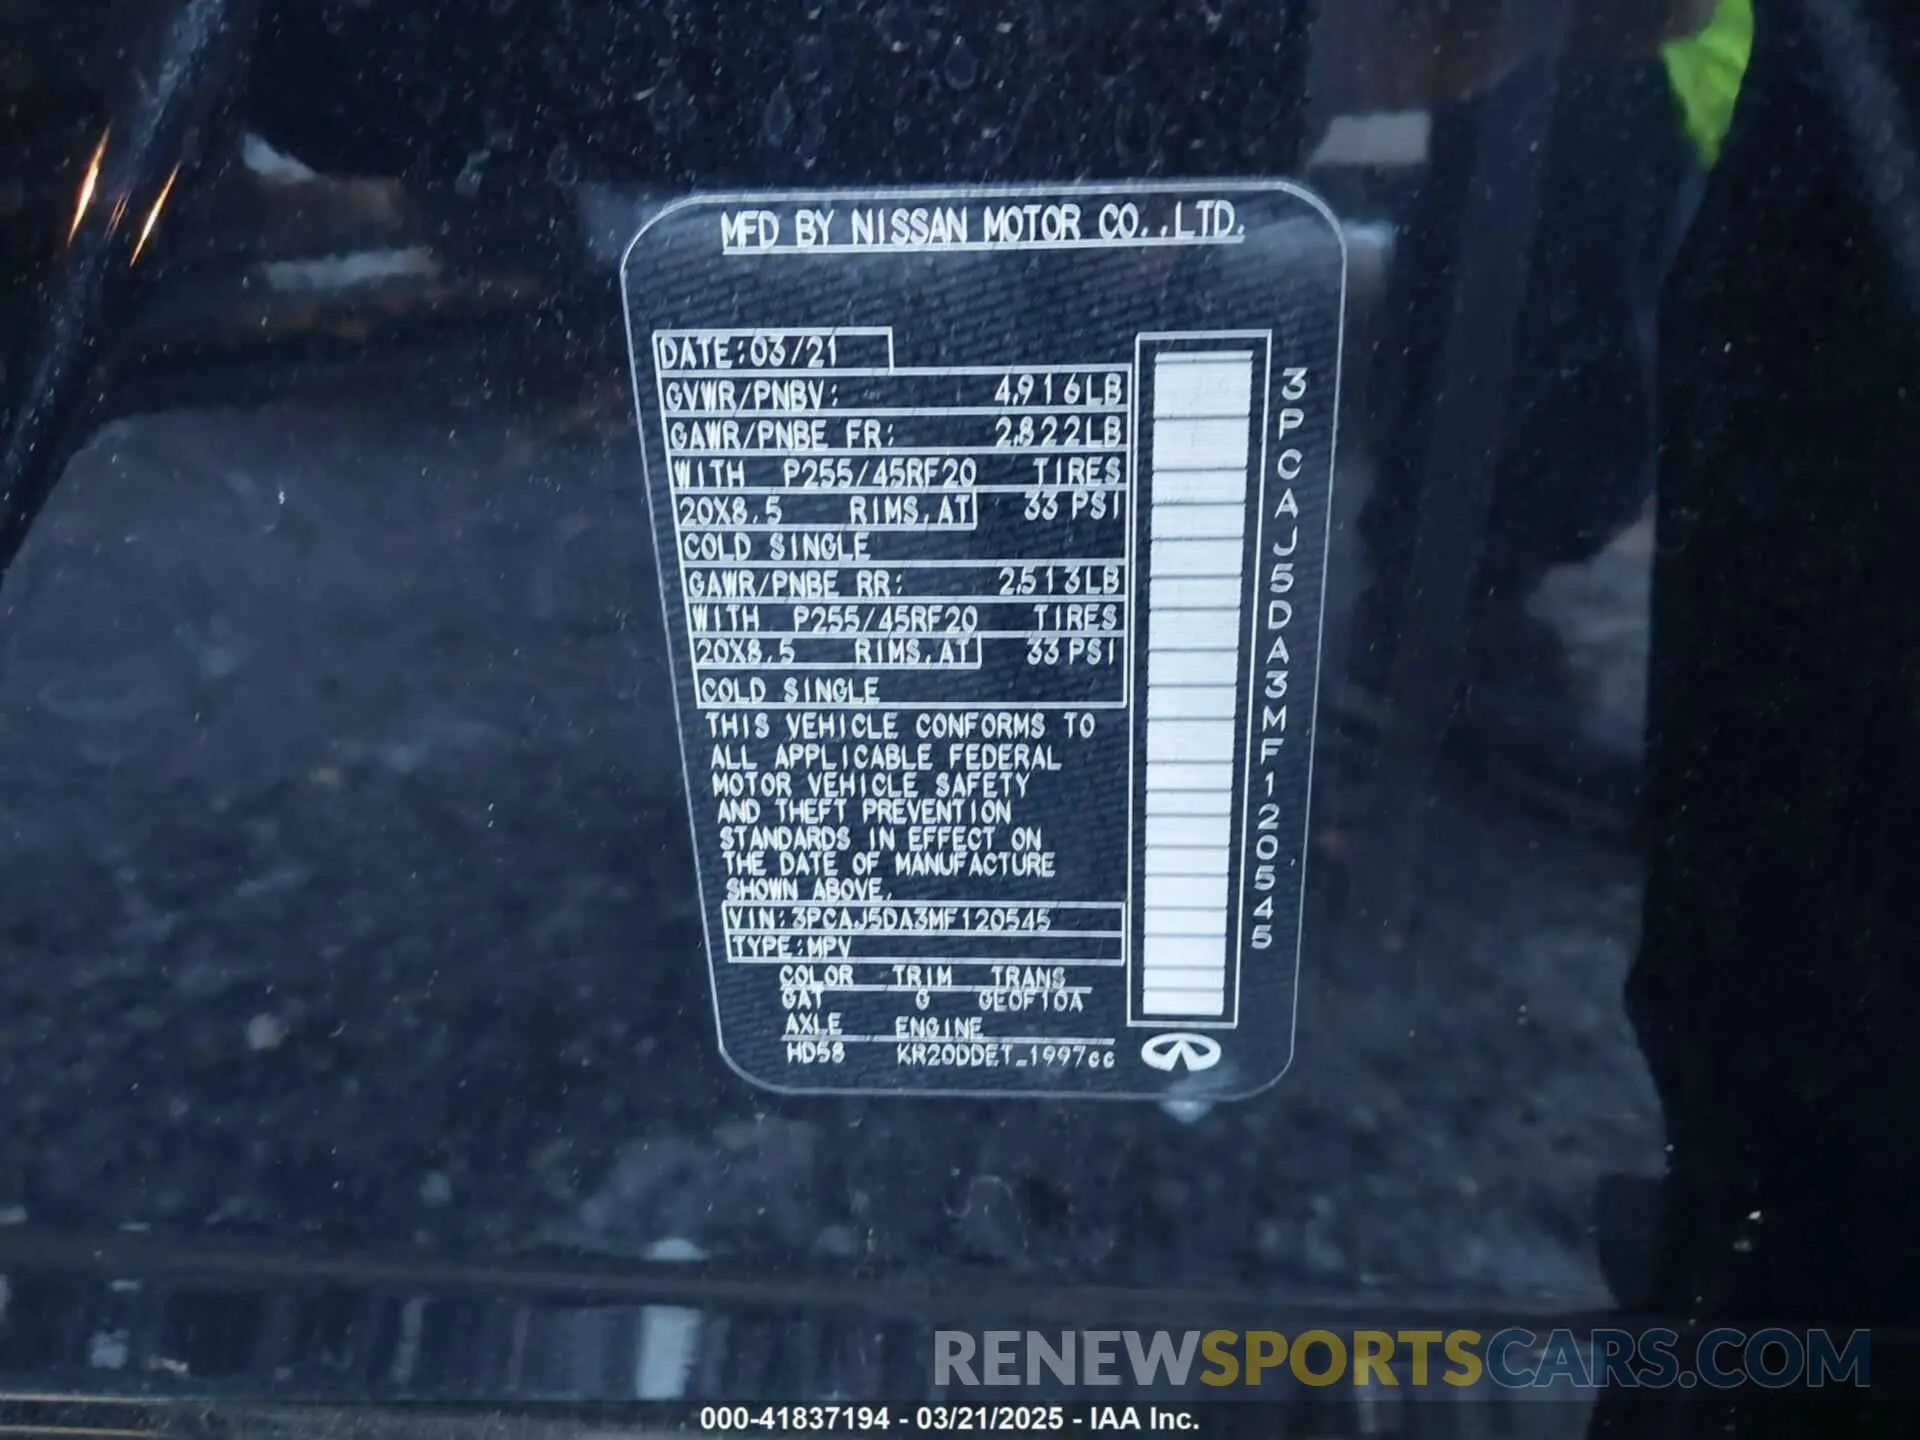 MFD BY NISSAN MOTOR CO.,LTD.
DATE:03/21
GVWR/PNBV: 4,916LB
GAWR/PNBE FR: 2,822LB
WITH P255/45RF20 TIRES
20X8.5 RIMS,AT 33 PSI
COLD SINGLE
GAWR/PNBE RR: 2,513LB
WITH P255/45RF20 TIRES
20X8.5 RIMS,AT 33 PSI
COLD SINGLE
THIS VEHICLE CONFORMS TO
ALL APPLICABLE FEDERAL
MOTOR VEHICLE SAFETY
AND THEFT PREVENTION
STANDARDS IN EFFECT ON
THE DATE OF MANUFACTURE
SHOWN ABOVE.
VIN:3PCAJ5DA3MF120545
TYPE:MPV
COLOR TRIM TRANS
GAT G GE0F10A
AXLE ENGINE
HD58 KR20DDET-1997cc
3PCAJ5DA3MF120545
RENEWSPORTSCARS.COM
000-41837194 - 03/21/2025 - IAA Inc.